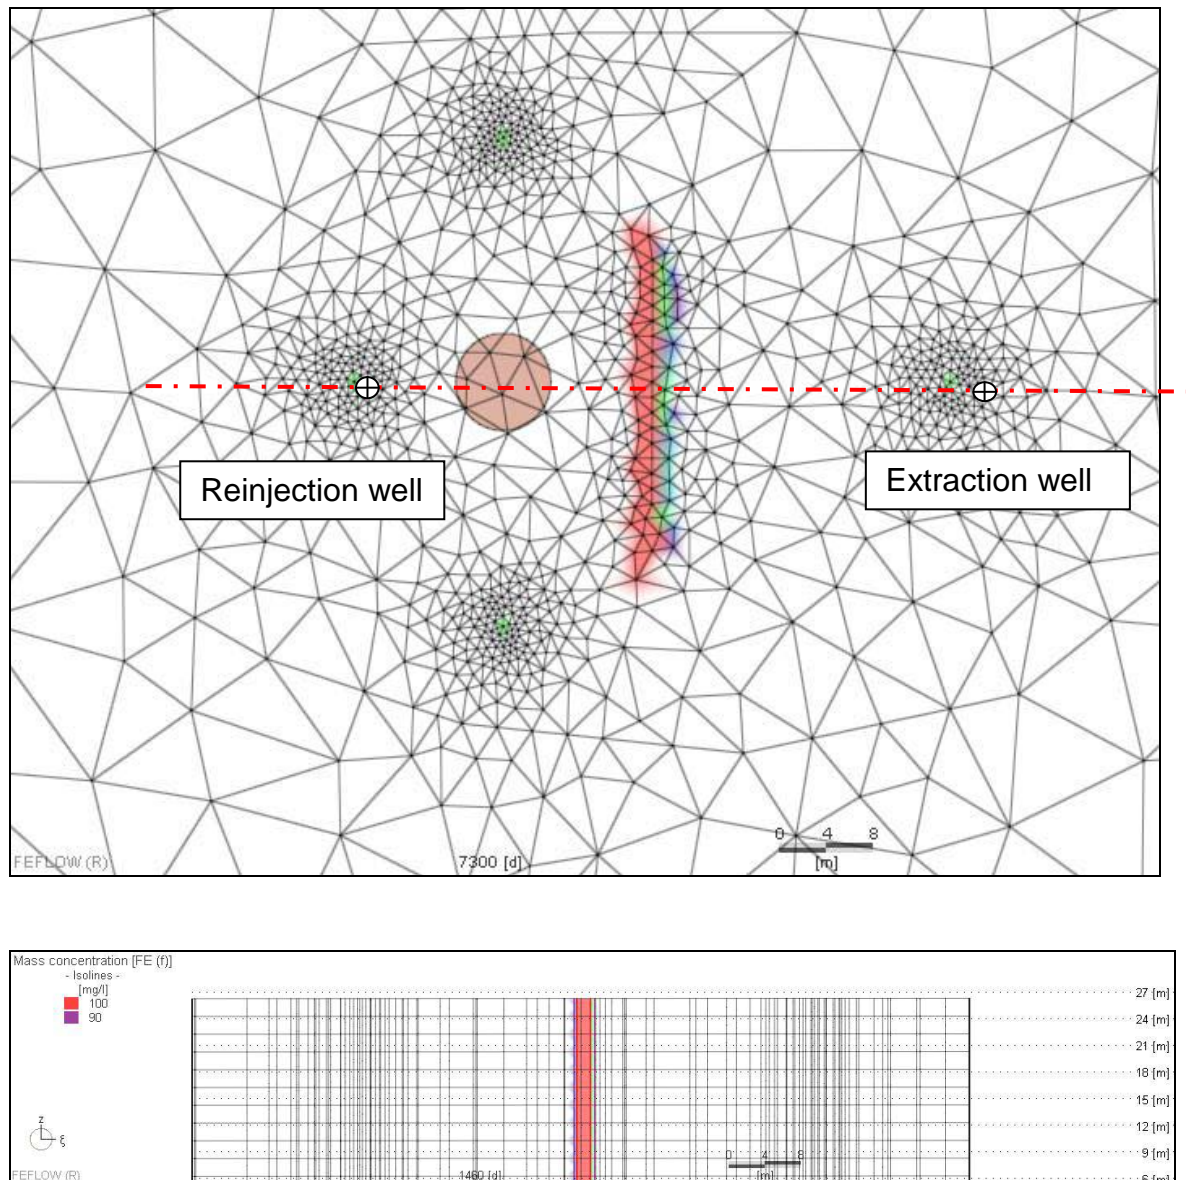 Reinjection well
Extraction well
0 4 8
[m]
7300 [d]
FEFLOW (R)
Mass concentration [FE (f)]
- Isolines -
[mg/l]
100
90
27 [m]
24 [m]
21 [m]
18 [m]
15 [m]
12 [m]
9 [m]
6 [m]
z
ξ
0 4 8
[m]
1460 [d]
FEFLOW (R)